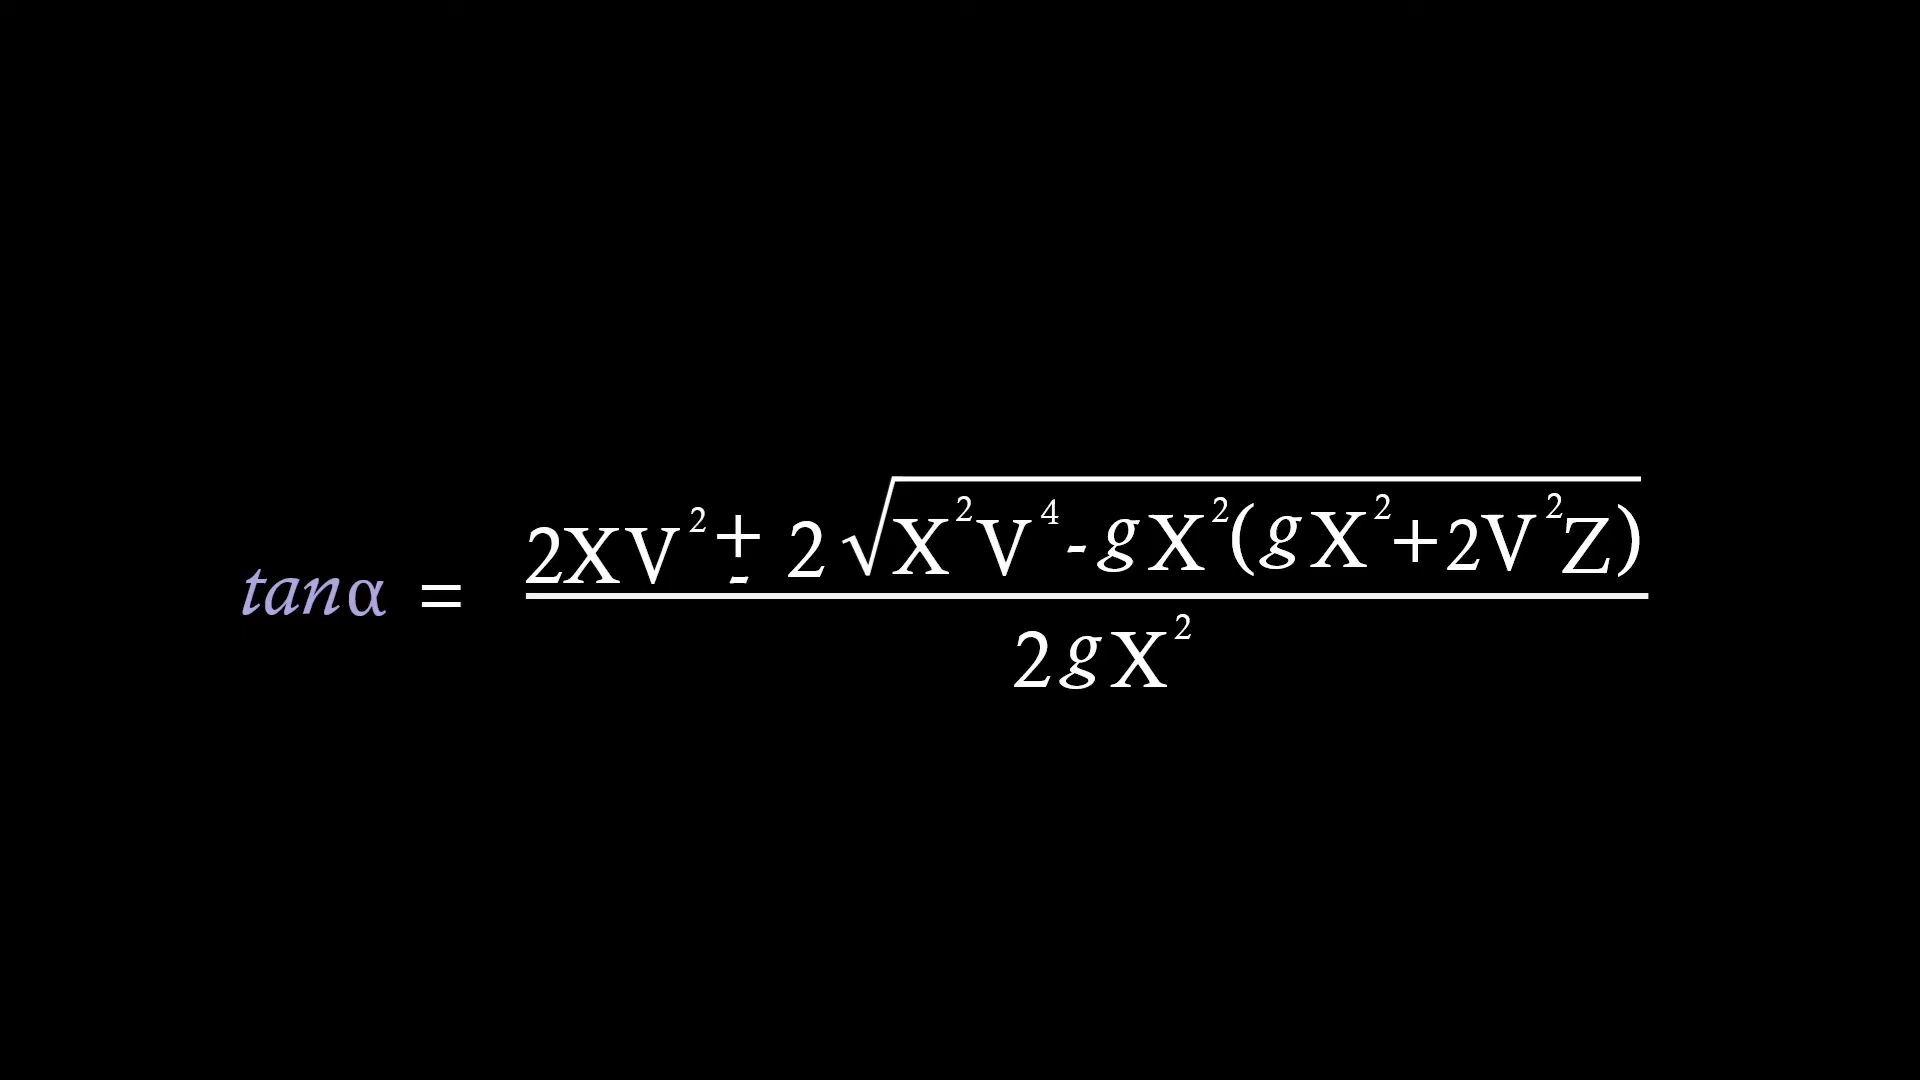 tanα = (2XV² ± 2√(X²V⁴ - gX²(gX²+2V²Z))) / (2gX²)